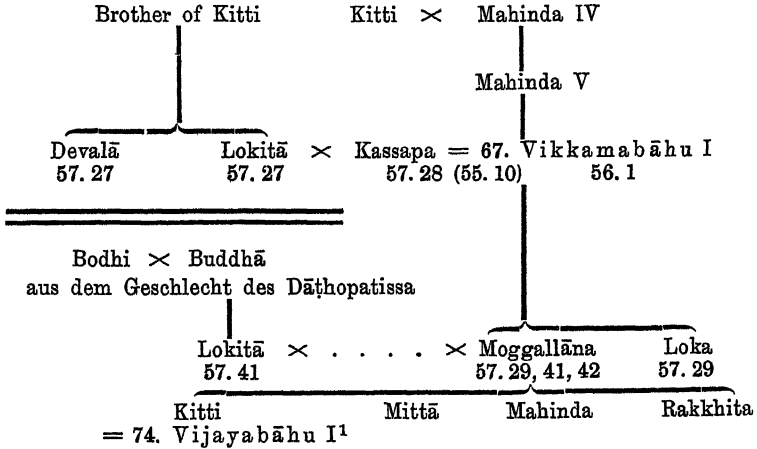 Brother of Kitti Kitti × Mahinda IV
Mahinda V
Devalā Lokitā × Kassapa = 67. Vikkamabāhu I
57. 27 57. 27 57. 28 (55. 10) 56. 1
Bodhi × Buddhā
aus dem Geschlecht des Dāṭhopatissa
Lokitā × . . . . × Moggallāna Loka
57. 41 57. 29, 41, 42 57. 29
Kitti Mittā Mahinda Rakkhita
= 74. Vijayabāhu I¹